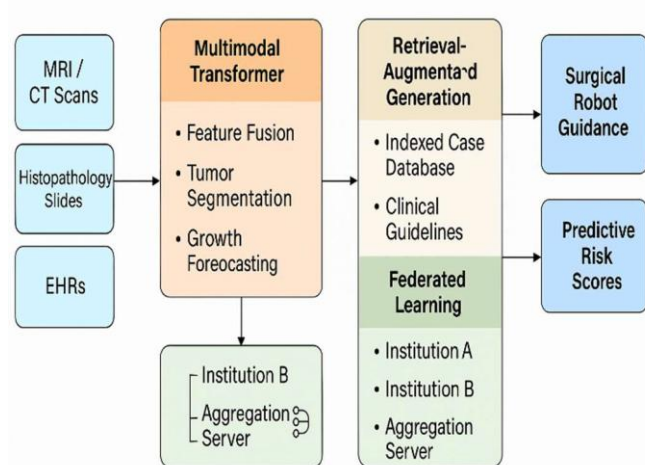 MRI /
CT Scans
Histopathology
Slides
EHRs
Multimodal
Transformer
• Feature Fusion
• Tumor
Segmentation
• Growth
Foreocasting
Institution B
Aggregation
Server
Retrieval-
Augmentard
Generation
• Indexed Case
Database
• Clinical
Guidelines
Federated
Learning
• Institution A
• Institution B
• Aggregation
Server
Surgical
Robot
Guidance
Predictive
Risk
Scores